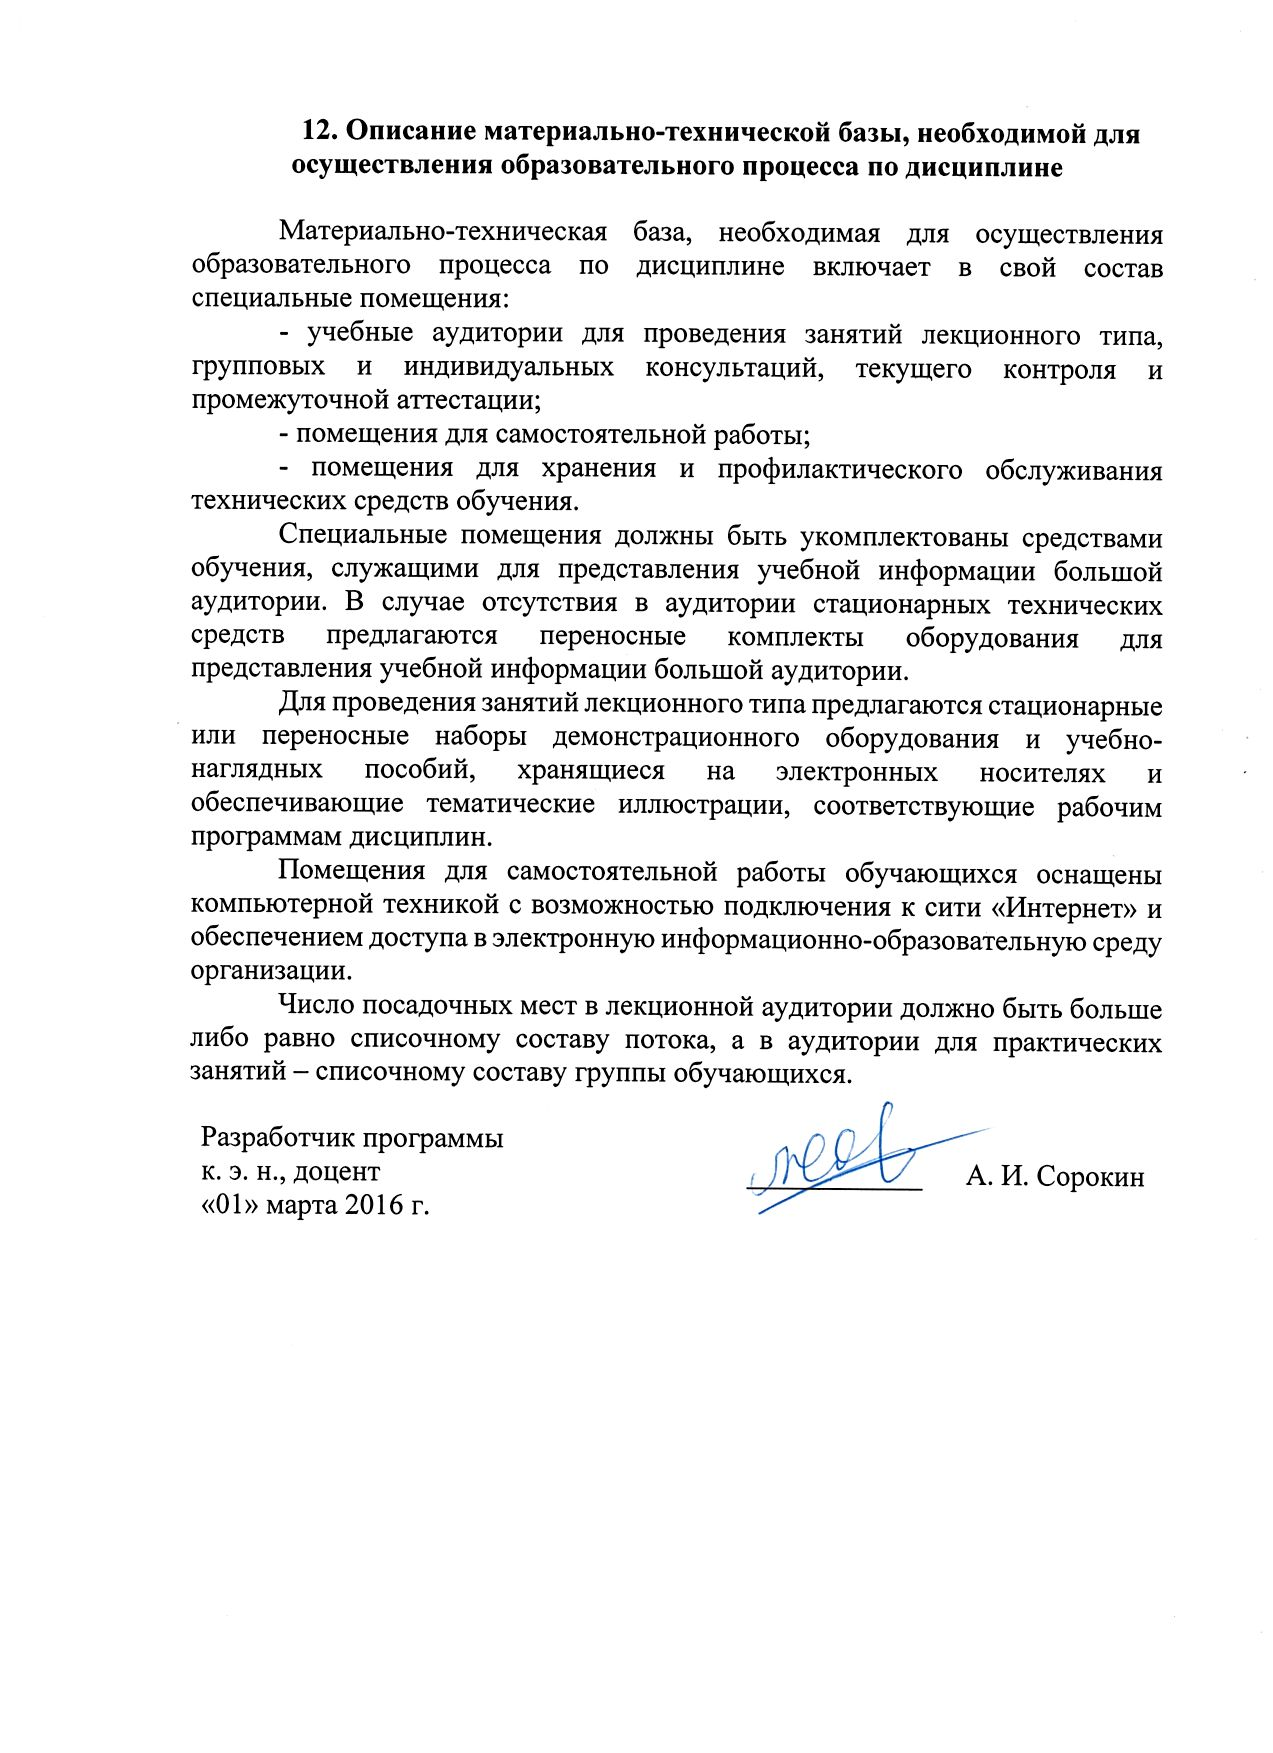 12. Описание материально-технической базы, необходимой для
осуществления образовательного процесса по дисциплине
Материально-техническая база, необходимая для осуществления
образовательного процесса по дисциплине включает в свой состав
специальные помещения:
- учебные аудитории для проведения занятий лекционного типа,
групповых и индивидуальных консультаций, текущего контроля и
промежуточной аттестации;
- помещения для самостоятельной работы;
- помещения для хранения и профилактического обслуживания
технических средств обучения.
Специальные помещения должны быть укомплектованы средствами
обучения, служащими для представления учебной информации большой
аудитории. В случае отсутствия в аудитории стационарных технических
средств предлагаются переносные комплекты оборудования для
представления учебной информации большой аудитории.
Для проведения занятий лекционного типа предлагаются стационарные
или переносные наборы демонстрационного оборудования и учебно-
наглядных пособий, хранящиеся на электронных носителях и
обеспечивающие тематические иллюстрации, соответствующие рабочим
программам дисциплин.
Помещения для самостоятельной работы обучающихся оснащены
компьютерной техникой с возможностью подключения к сити «Интернет» и
обеспечением доступа в электронную информационно-образовательную среду
организации.
Число посадочных мест в лекционной аудитории должно быть больше
либо равно списочному составу потока, а в аудитории для практических
занятий – списочному составу группы обучающихся.
Разработчик программы
к. э. н., доцент
А. И. Сорокин
«01» марта 2016 г.